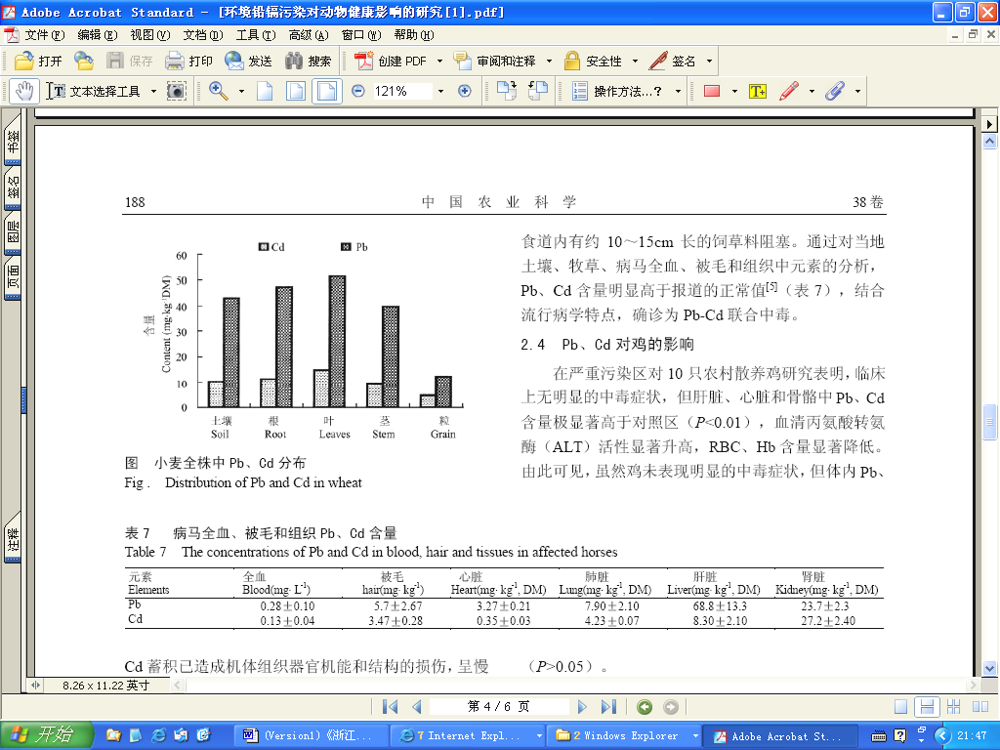 Adobe Acrobat Standard - [环境铅镉污染对动物健康影响的研究[1].pdf]
文件(F) 编辑(E) 视图(V) 文档(D) 工具(T) 高级(A) 窗口(W) 帮助(H)
打开 保存 打印 发送 搜索 创建 PDF 审阅和注释 安全性 签名
文本选择工具 121% 操作方法...? T
书签
签名
图层
页面
注释
188 中 国 农 业 科 学 38 卷
Cd Pb
60
50
40
30
20
10
0
含量
Content (mg·kg⁻¹DM)
土壤 根 叶 茎 粒
Soil Root Leaves Stem Grain
图 小麦全株中 Pb、Cd 分布
Fig . Distribution of Pb and Cd in wheat
食道内有约 10～15cm 长的饲草料阻塞。通过对当地
土壤、牧草、病马全血、被毛和组织中元素的分析，
Pb、Cd 含量明显高于报道的正常值[5]（表 7），结合
流行病学特点，确诊为 Pb-Cd 联合中毒。
2.4 Pb、Cd 对鸡的影响
在严重污染区对 10 只农村散养鸡研究表明，临床
上无明显的中毒症状，但肝脏、心脏和骨骼中 Pb、Cd
含量极显著高于对照区（P<0.01），血清丙氨酸转氨
酶（ALT）活性显著升高，RBC、Hb 含量显著降低。
由此可见，虽然鸡未表现明显的中毒症状，但体内 Pb、
表 7 病马全血、被毛和组织 Pb、Cd 含量
Table 7 The concentrations of Pb and Cd in blood, hair and tissues in affected horses
元素 全血 被毛 心脏 肺脏 肝脏 肾脏
Elements Blood(mg· L⁻¹) hair(mg· kg⁻¹) Heart(mg· kg⁻¹, DM) Lung(mg· kg⁻¹, DM) Liver(mg· kg⁻¹, DM) Kidney(mg· kg⁻¹, DM)
Pb 0.28±0.10 5.7±2.67 3.27±0.21 7.90±2.10 68.8±13.3 23.7±2.3
Cd 0.13±0.04 3.47±0.28 0.35±0.03 4.23±0.07 8.30±2.10 27.2±2.40
Cd 蓄积已造成机体组织器官机能和结构的损伤，呈慢 （P>0.05）。
8.26 x 11.22 英寸
第 4 / 6 页
开始 (Version1)《浙江... 7 Internet Expl... 2 Windows Explorer Adobe Acrobat St... 21:47